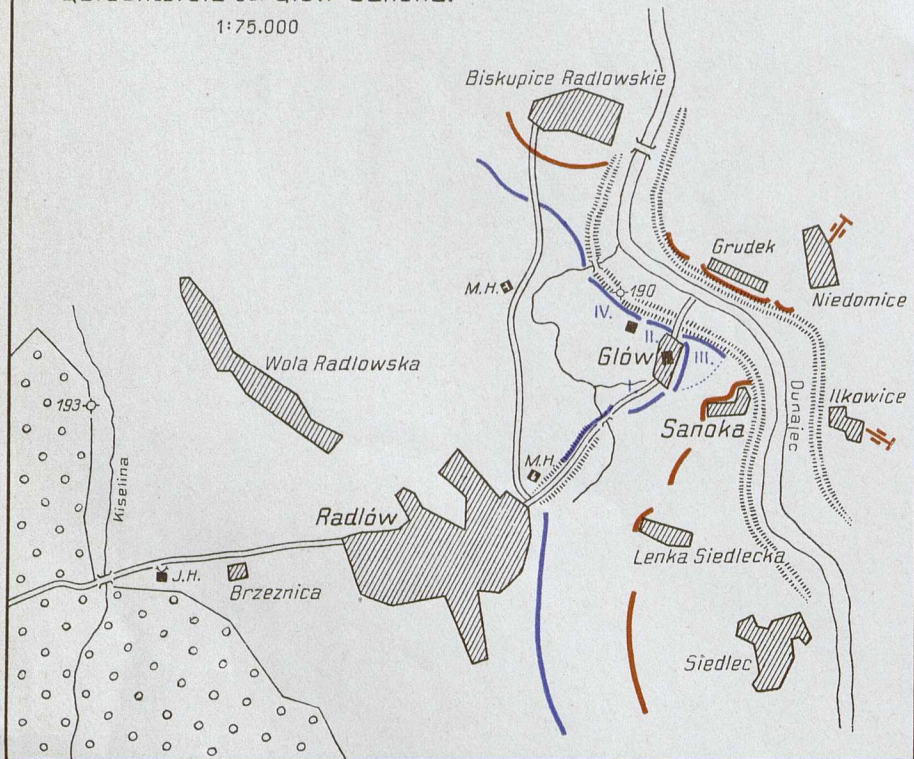 1:75.000
Biskupice Radlowskie
Grudek
Niedomice
M.H.
190
IV.
II.
Glów
III.
I.
Wola Radlowska
193
Kiselina
Sanoka
Dunajec
Ilkowice
M.H.
Radlów
Lenka Siedlecka
J.H.
Brzeznica
Siedlec